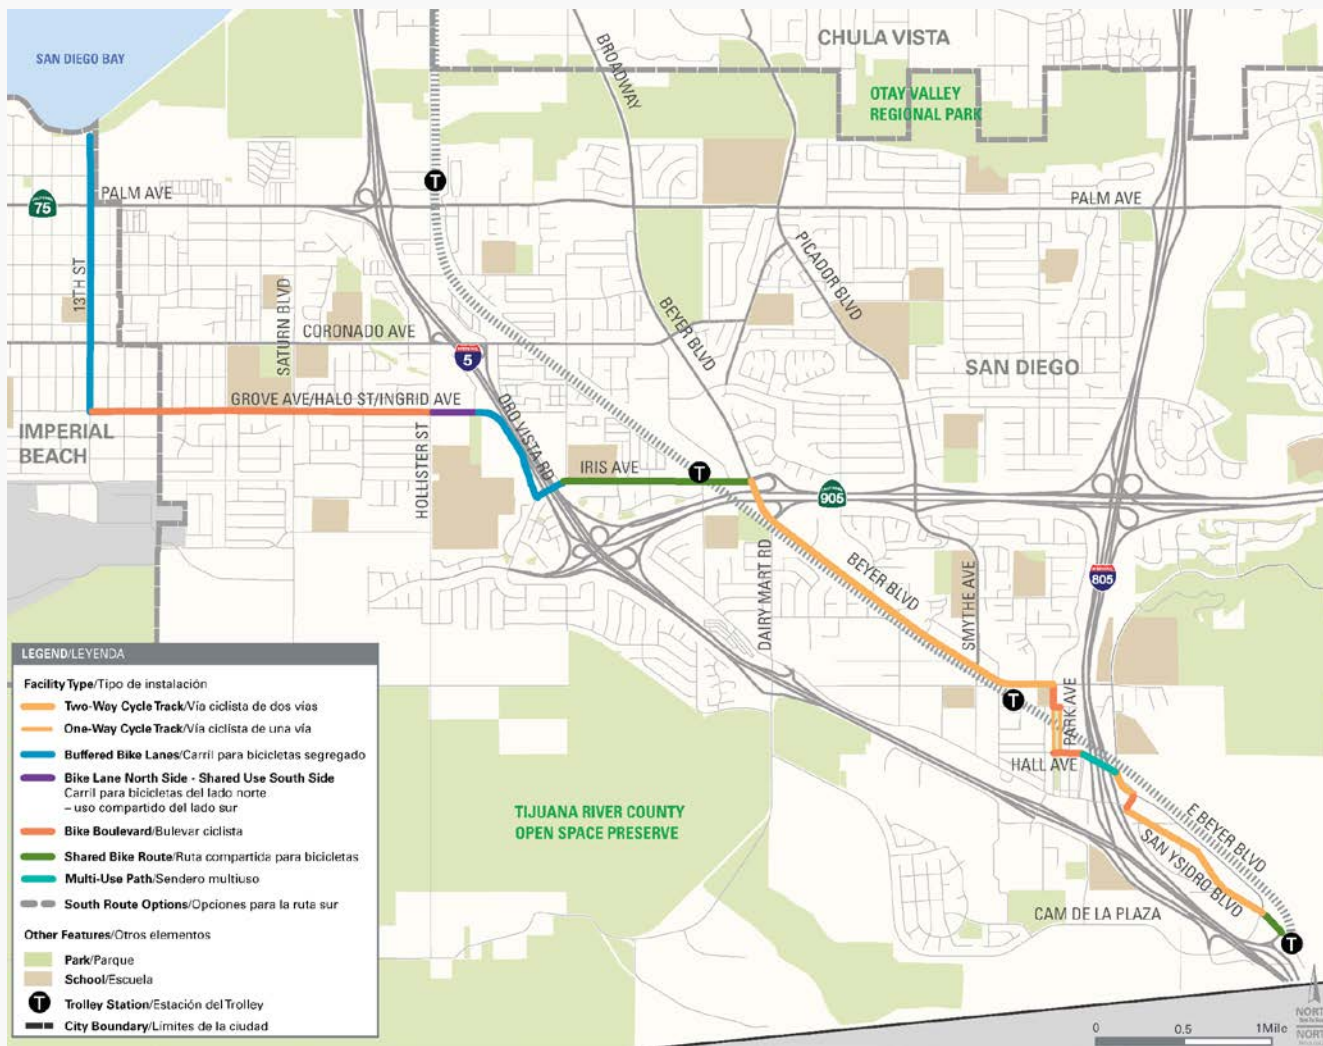 SAN DIEGO BAY
CHULA VISTA
BROADWAY
OTAY VALLEY
REGIONAL PARK
T
75
PALM AVE
PALM AVE
13TH ST
SATURN BLVD
CORONADO AVE
5
BEYER BLVD
PICADOR BLVD
SAN DIEGO
GROVE AVE/HALO ST/INGRID AVE
IMPERIAL
BEACH
HOLLISTER ST
ORO VISTA RD
IRIS AVE
T
905
DAIRY MART RD
BEYER BLVD
SMYTHE AVE
805
T
PARK AVE
HALL AVE
TIJUANA RIVER COUNTY
OPEN SPACE PRESERVE
E BEYER BLVD
SAN YSIDRO BLVD
CAM DE LA PLAZA
T
LEGEND/LEYENDA
Facility Type/Tipo de instalación
Two-Way Cycle Track/Vía ciclista de dos vías
One-Way Cycle Track/Vía ciclista de una vía
Buffered Bike Lanes/Carril para bicicletas segregado
Bike Lane North Side - Shared Use South Side
Carril para bicicletas del lado norte
– uso compartido del lado sur
Bike Boulevard/Bulevar ciclista
Shared Bike Route/Ruta compartida para bicicletas
Multi-Use Path/Sendero multiuso
South Route Options/Opciones para la ruta sur
Other Features/Otros elementos
Park/Parque
School/Escuela
T Trolley Station/Estación del Trolley
City Boundary/Límites de la ciudad
0 0.5 1Mile